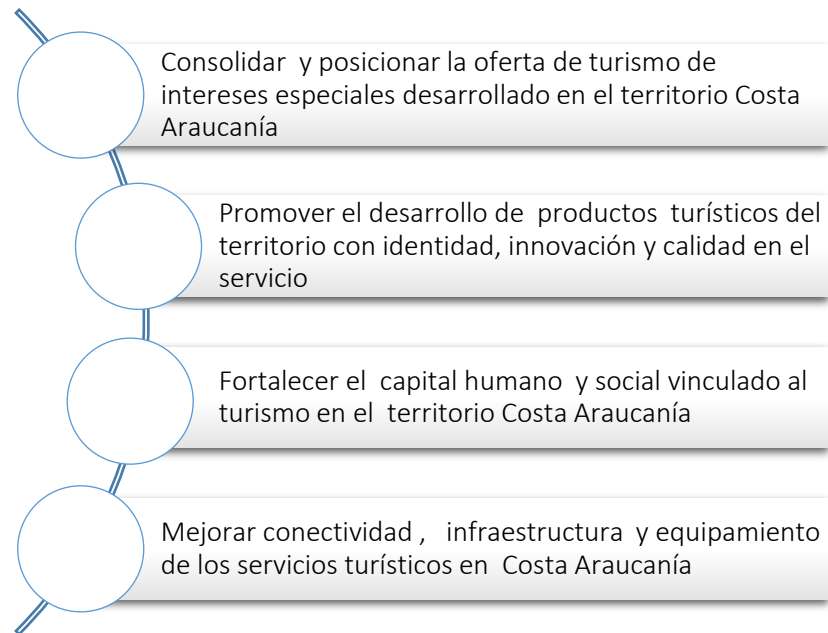 Consolidar y posicionar la oferta de turismo de
intereses especiales desarrollado en el territorio Costa
Araucanía
Promover el desarrollo de productos turísticos del
territorio con identidad, innovación y calidad en el
servicio
Fortalecer el capital humano y social vinculado al
turismo en el territorio Costa Araucanía
Mejorar conectividad , infraestructura y equipamiento
de los servicios turísticos en Costa Araucanía